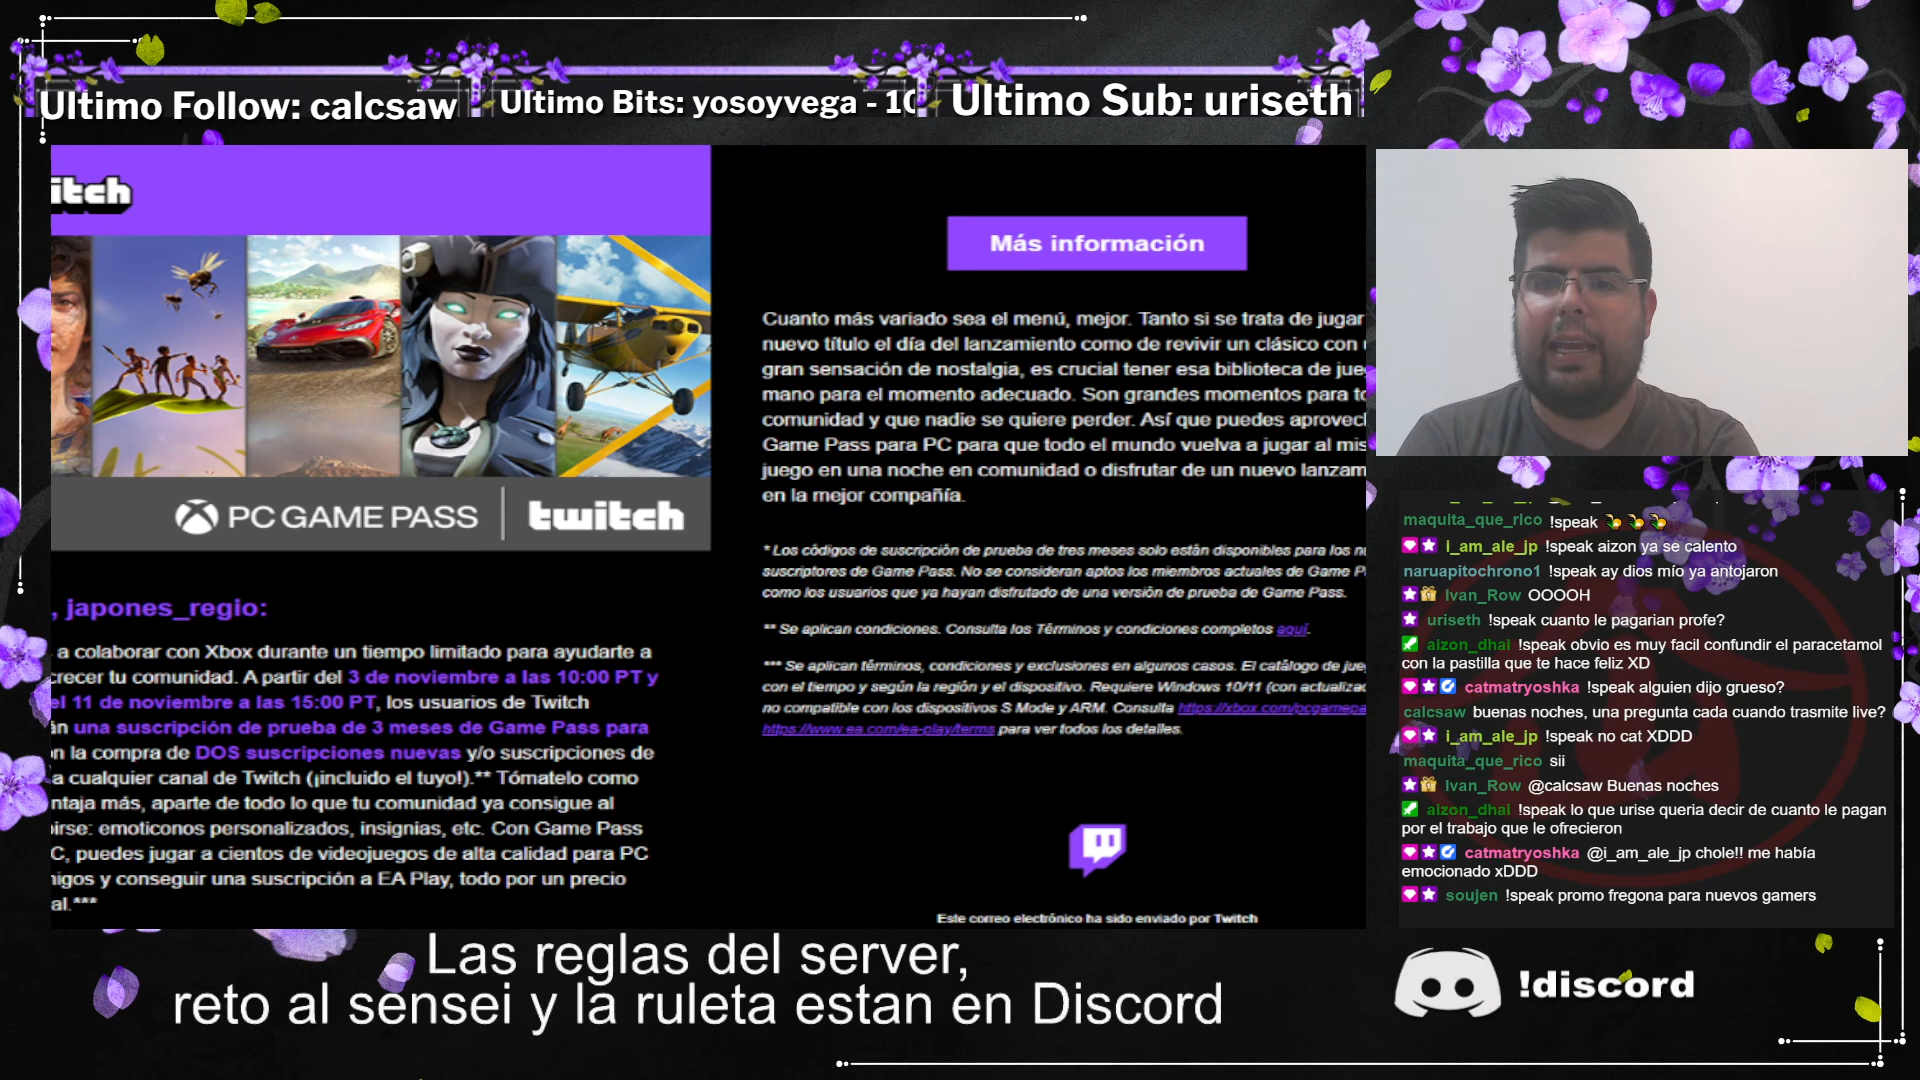 Ultimo Follow: calcsaw
Ultimo Bits: yosoyvega - 1
Ultimo Sub: uriseth
itch
PC GAME PASS | twitch
, japones_regio:
a colaborar con Xbox durante un tiempo limitado para ayudarte a
crecer tu comunidad. A partir del 3 de noviembre a las 10:00 PT y
el 11 de noviembre a las 15:00 PT, los usuarios de Twitch
án una suscripción de prueba de 3 meses de Game Pass para
n la compra de DOS suscripciones nuevas y/o suscripciones de
a cualquier canal de Twitch (¡incluido el tuyo!).** Tómatelo como
ntaja más, aparte de todo lo que tu comunidad ya consigue al
birse: emoticonos personalizados, insignias, etc. Con Game Pass
C, puedes jugar a cientos de videojuegos de alta calidad para PC
nigos y conseguir una suscripción a EA Play, todo por un precio
al.***
Más información
Cuanto más variado sea el menú, mejor. Tanto si se trata de jugar
nuevo título el día del lanzamiento como de revivir un clásico con
gran sensación de nostalgia, es crucial tener esa biblioteca de jue
mano para el momento adecuado. Son grandes momentos para to
comunidad y que nadie se quiere perder. Así que puedes aprovec
Game Pass para PC para que todo el mundo vuelva a jugar al mis
juego en una noche en comunidad o disfrutar de un nuevo lanzam
en la mejor compañía.
* Los códigos de suscripción de prueba de tres meses solo están disponibles para los nu
suscriptores de Game Pass. No se consideran aptos los miembros actuales de Game P
como los usuarios que ya hayan disfrutado de una versión de prueba de Game Pass.
** Se aplican condiciones. Consulta los Términos y condiciones completos aquí.
*** Se aplican términos, condiciones y exclusiones en algunos casos. El catálogo de jue
con el tiempo y según la región y el dispositivo. Requiere Windows 10/11 (con actualizac
no compatible con los dispositivos S Mode y ARM. Consulta https://xbox.com/pcgamepa
https://www.ea.com/ea-play/terms para ver todos los detalles.
Este correo electrónico ha sido enviado por Twitch
maquita_que_rico !speak
i_am_ale_jp !speak aizon ya se calento
naruapitochrono1 !speak ay dios mío ya antojaron
Ivan_Row OOOOH
uriseth !speak cuanto le pagarian profe?
aizon_dhai !speak obvio es muy facil confundir el paracetamol
con la pastilla que te hace feliz XD
catmatryoshka !speak alguien dijo grueso?
calcsaw buenas noches, una pregunta cada cuando trasmite live?
i_am_ale_jp !speak no cat XDDD
maquita_que_rico sii
Ivan_Row @calcsaw Buenas noches
aizon_dhai !speak lo que urise queria decir de cuanto le pagan
por el trabajo que le ofrecieron
catmatryoshka @i_am_ale_jp chole!! me había
emocionado xDDD
soujen !speak promo fregona para nuevos gamers
Las reglas del server,
reto al sensei y la ruleta estan en Discord
!discord